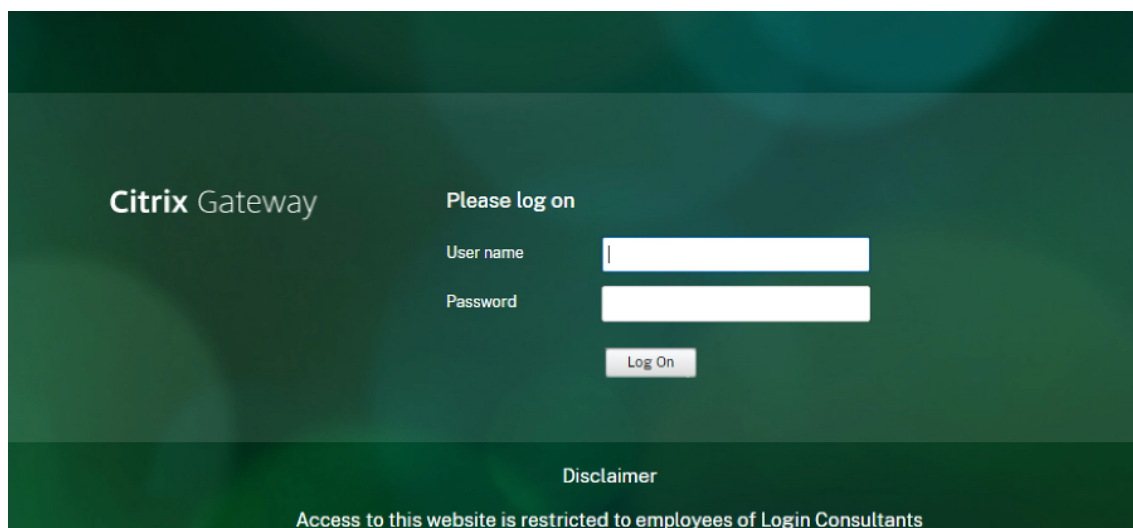 Citrix Gateway
Please log on
User name
Password
Log On
Disclaimer
Access to this website is restricted to employees of Login Consultants